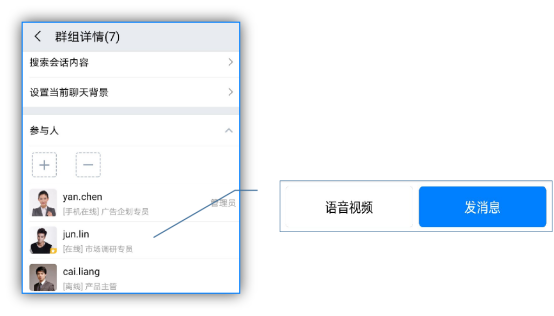 群组详情(7)
搜索会话内容
设置当前聊天背景
参与人
yan.chen
[手机在线] 广告企划专员
管理员
jun.lin
[在线] 市场调研专员
cai.liang
[离线] 产品主管
语音视频
发消息